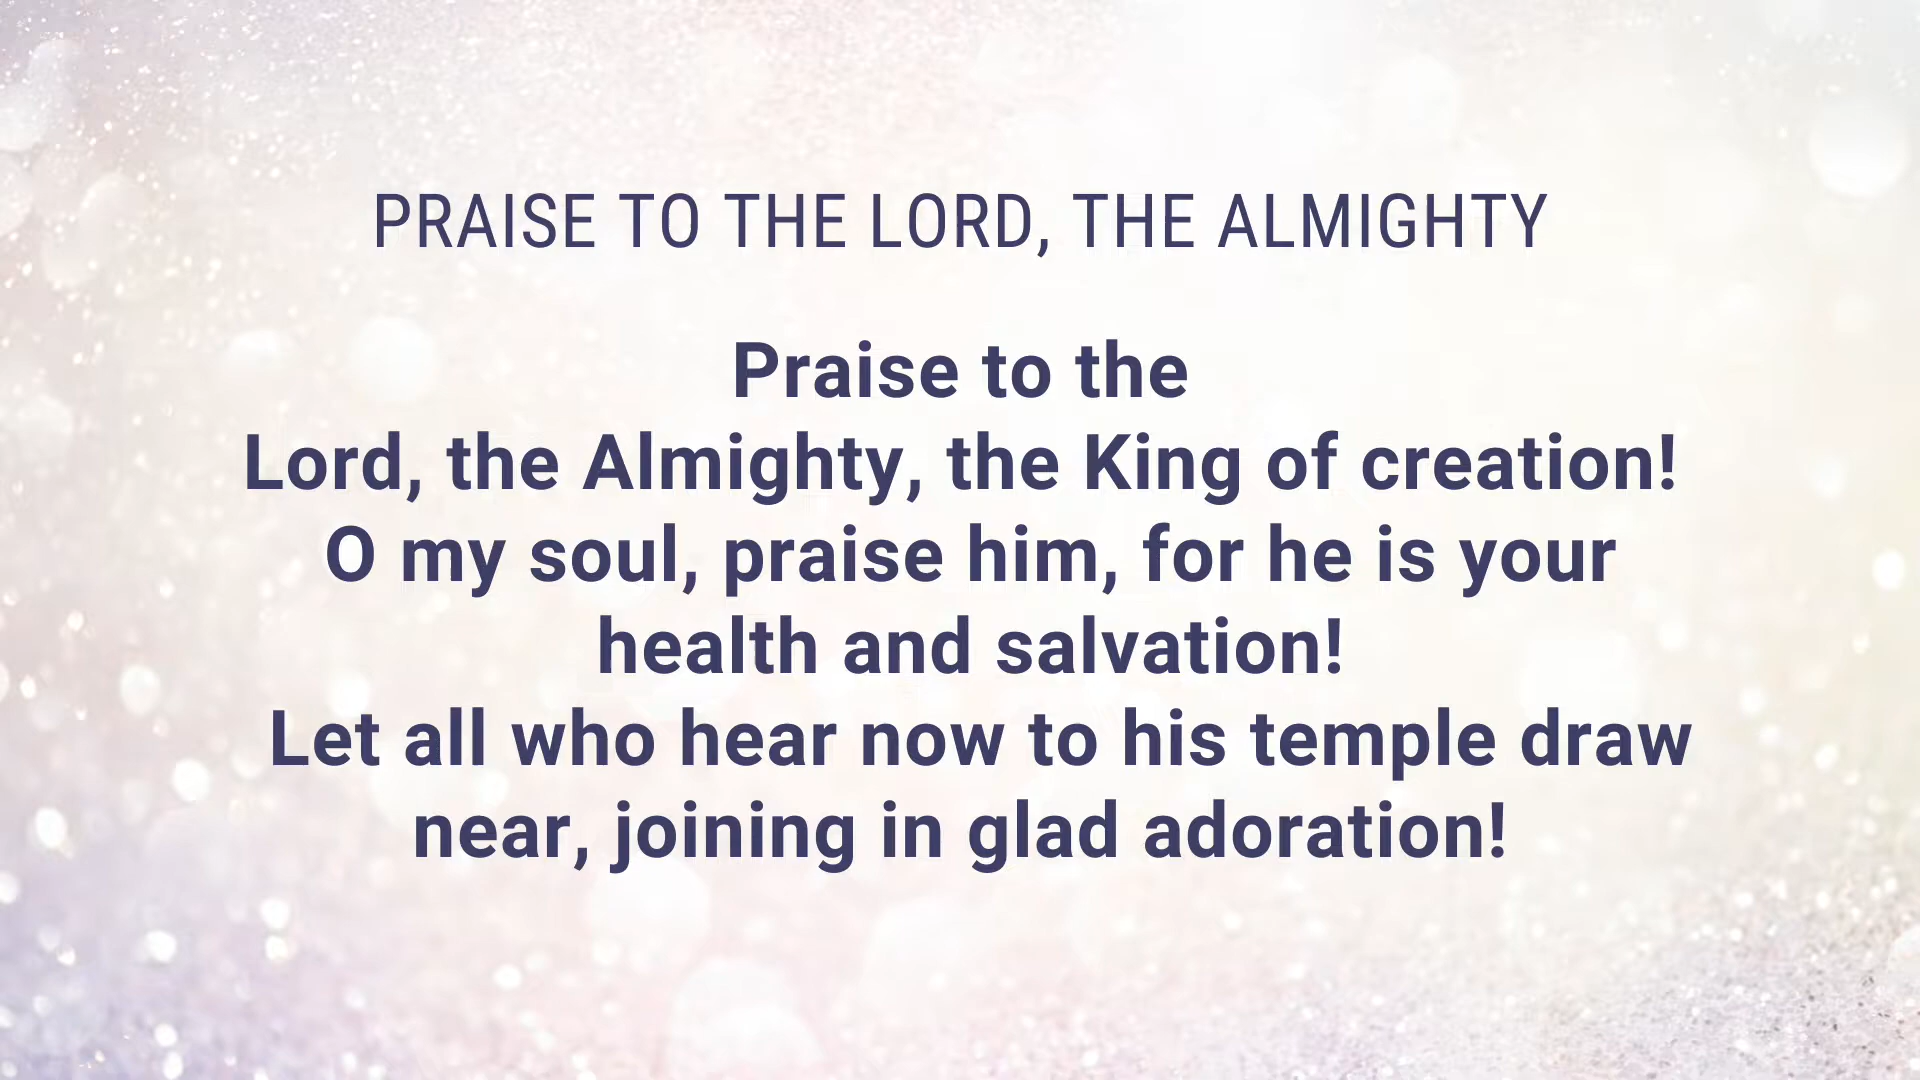 PRAISE TO THE LORD, THE ALMIGHTY
Praise to the
Lord, the Almighty, the King of creation!
O my soul, praise him, for he is your
health and salvation!
Let all who hear now to his temple draw
near, joining in glad adoration!